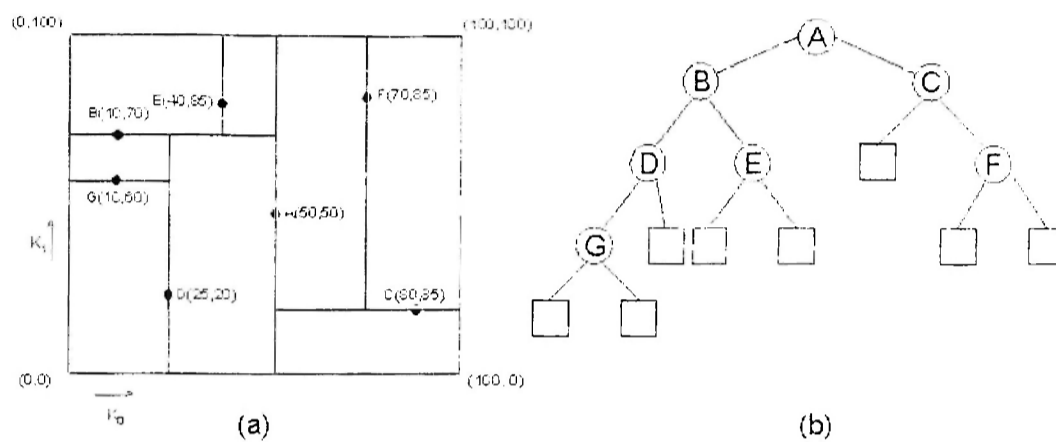 (0,100)
(100,100)
E(40,85)
F(70,85)
B(10,70)
G(10,60)
A(50,50)
K₁
D(25,20)
C(80,85)
(0,0)
(100,0)
K₀
(a)
A
B
C
D
E
F
G
(b)